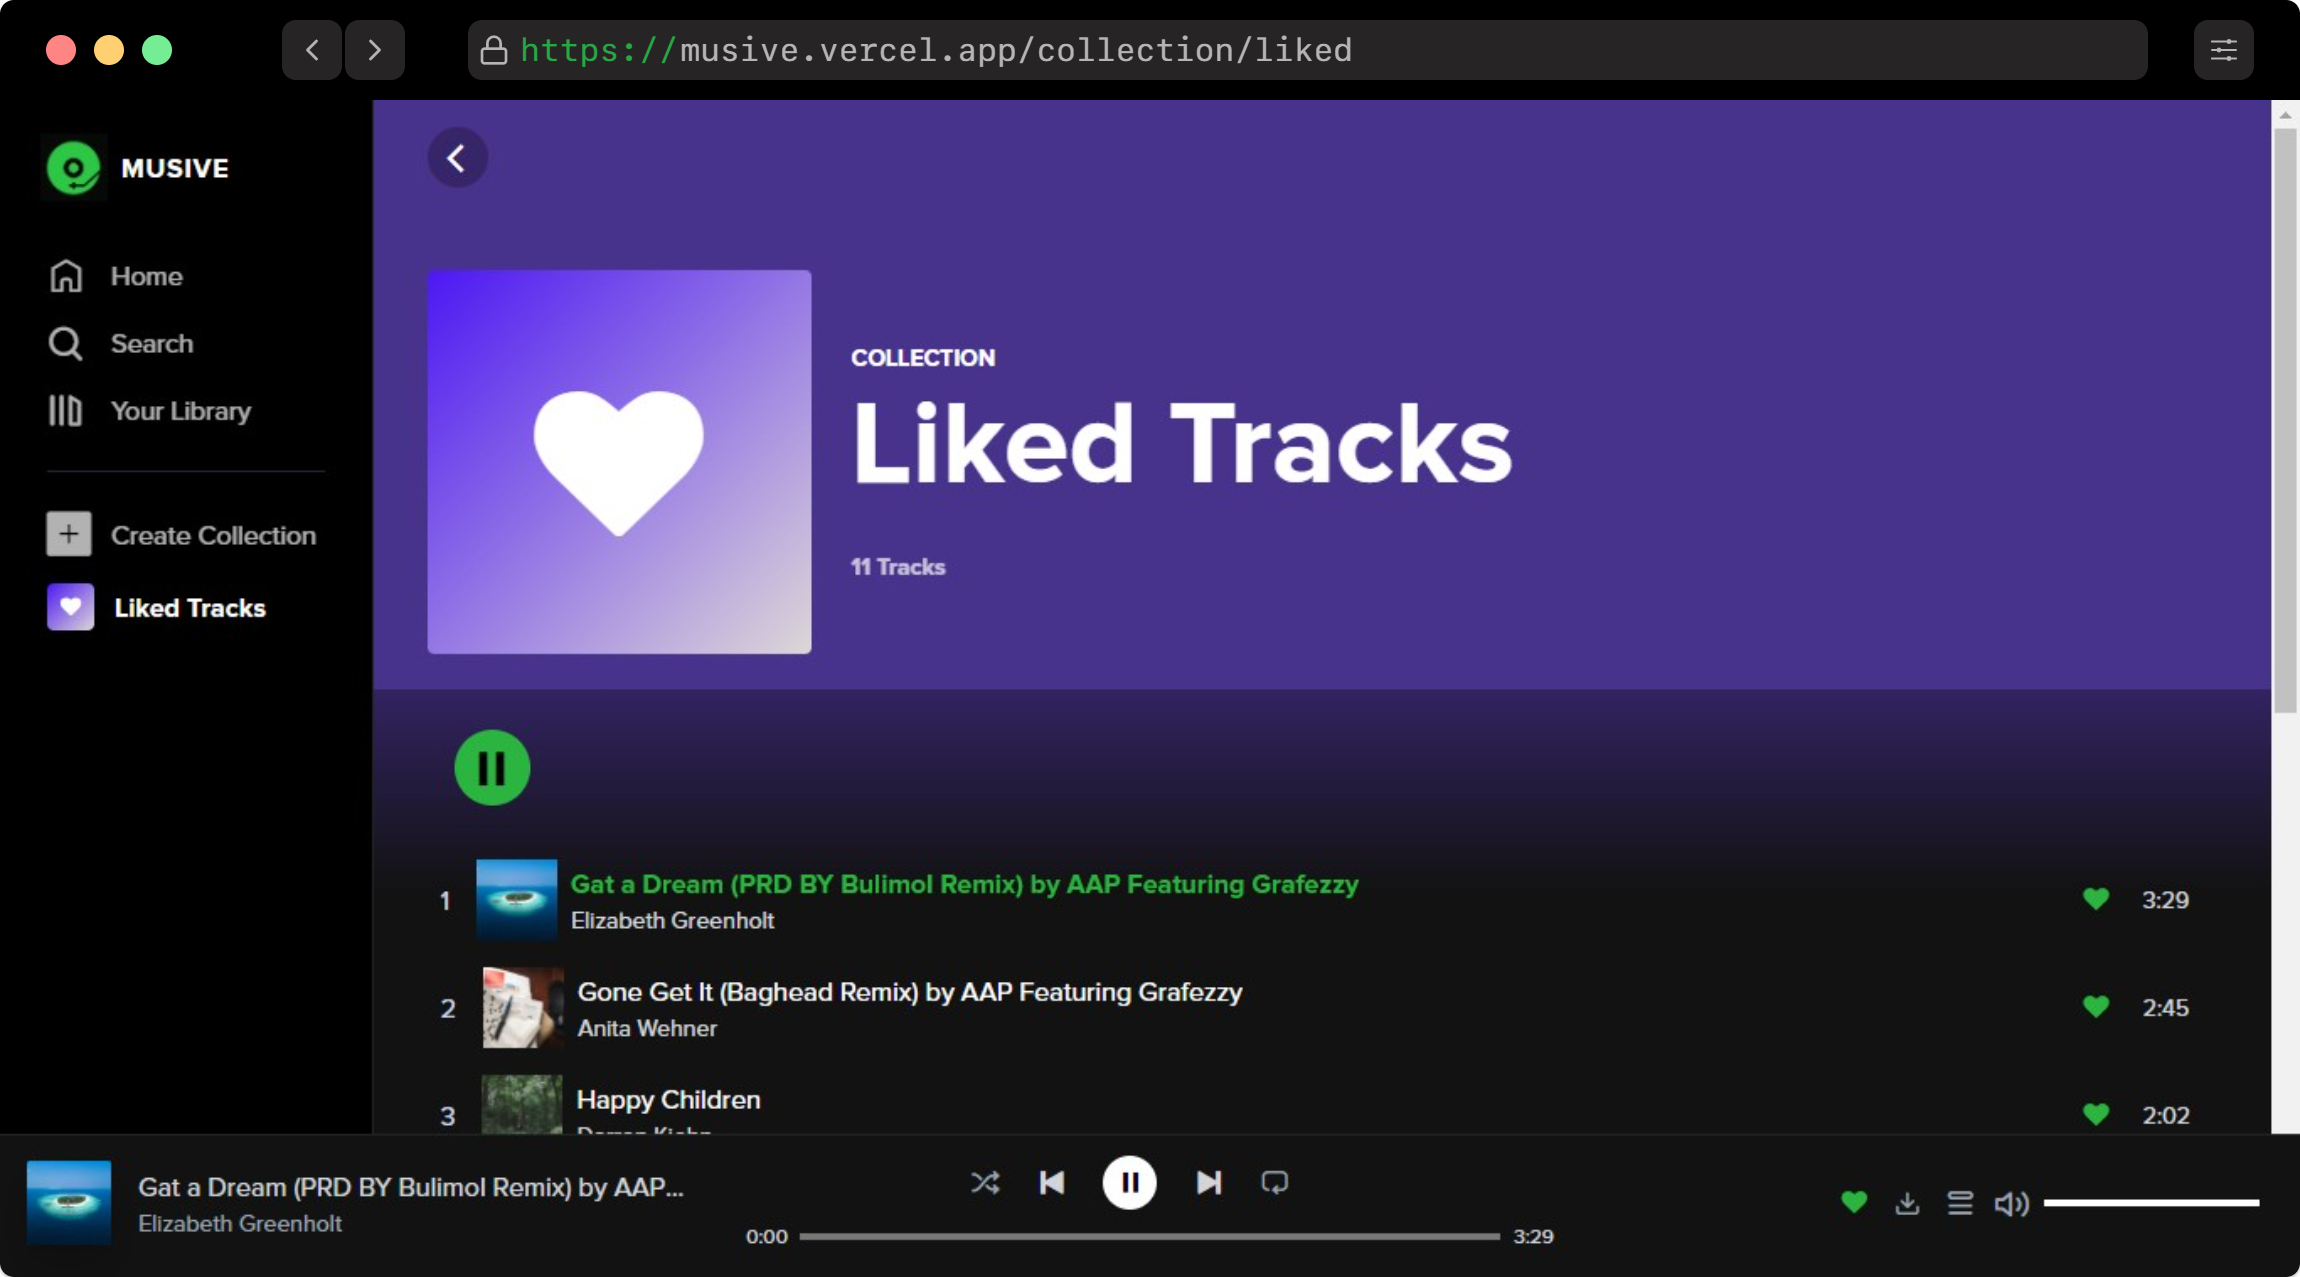 https://musive.vercel.app/collection/liked
MUSIVE
Home
Search
Your Library
Create Collection
Liked Tracks
COLLECTION
Liked Tracks
11 Tracks
1
Gat a Dream (PRD BY Bulimol Remix) by AAP Featuring Grafezzy
Elizabeth Greenholt
3:29
2
Gone Get It (Baghead Remix) by AAP Featuring Grafezzy
Anita Wehner
2:45
3
Happy Children
2:02
Gat a Dream (PRD BY Bulimol Remix) by AAP...
Elizabeth Greenholt
0:00
3:29